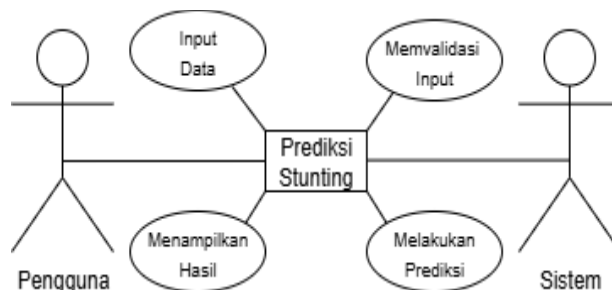 Input
Data
Memvalidasi
Input
Prediksi
Stunting
Menampilkan
Hasil
Melakukan
Prediksi
Pengguna
Sistem